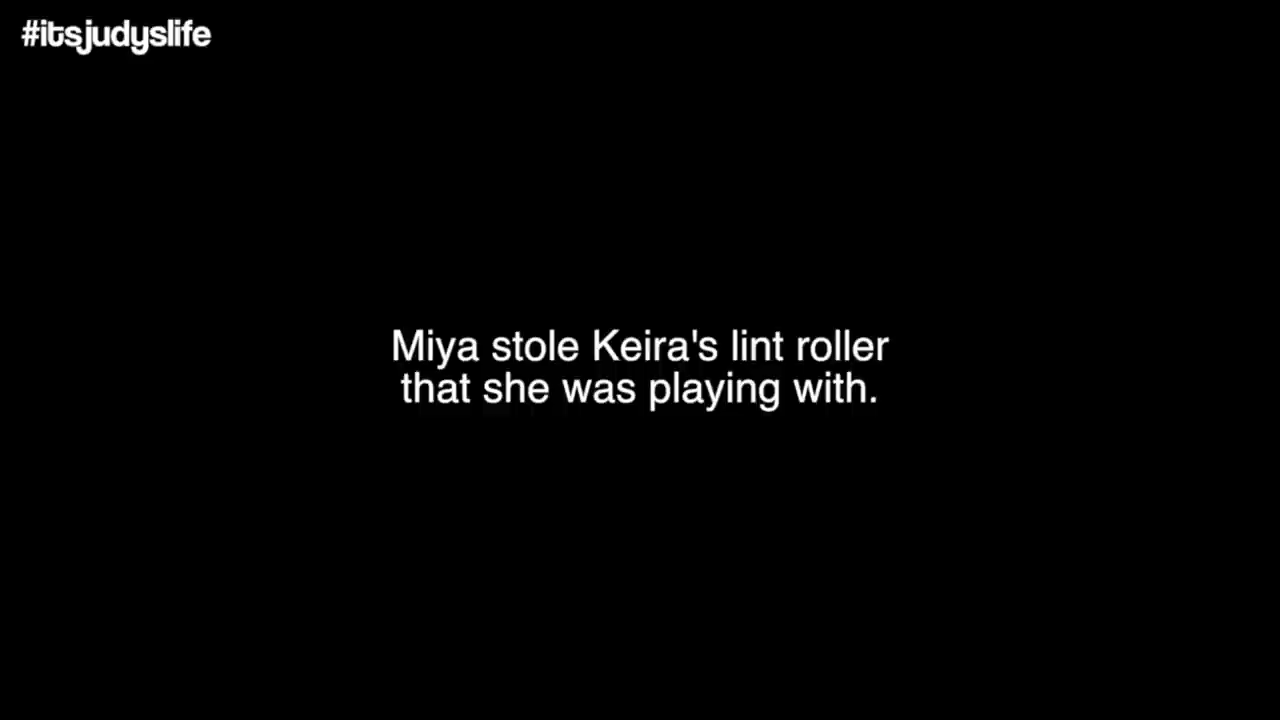 #itsjudyslife
Miya stole Keira's lint roller
that she was playing with.